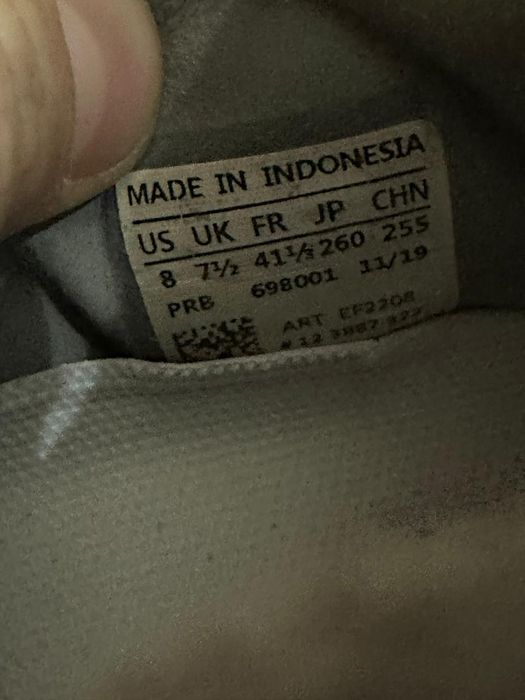 MADE IN INDONESIA
US UK FR JP CHN
8 7½ 41⅓ 260 255
PRB 698001 11/19
ART EF2208
# 12